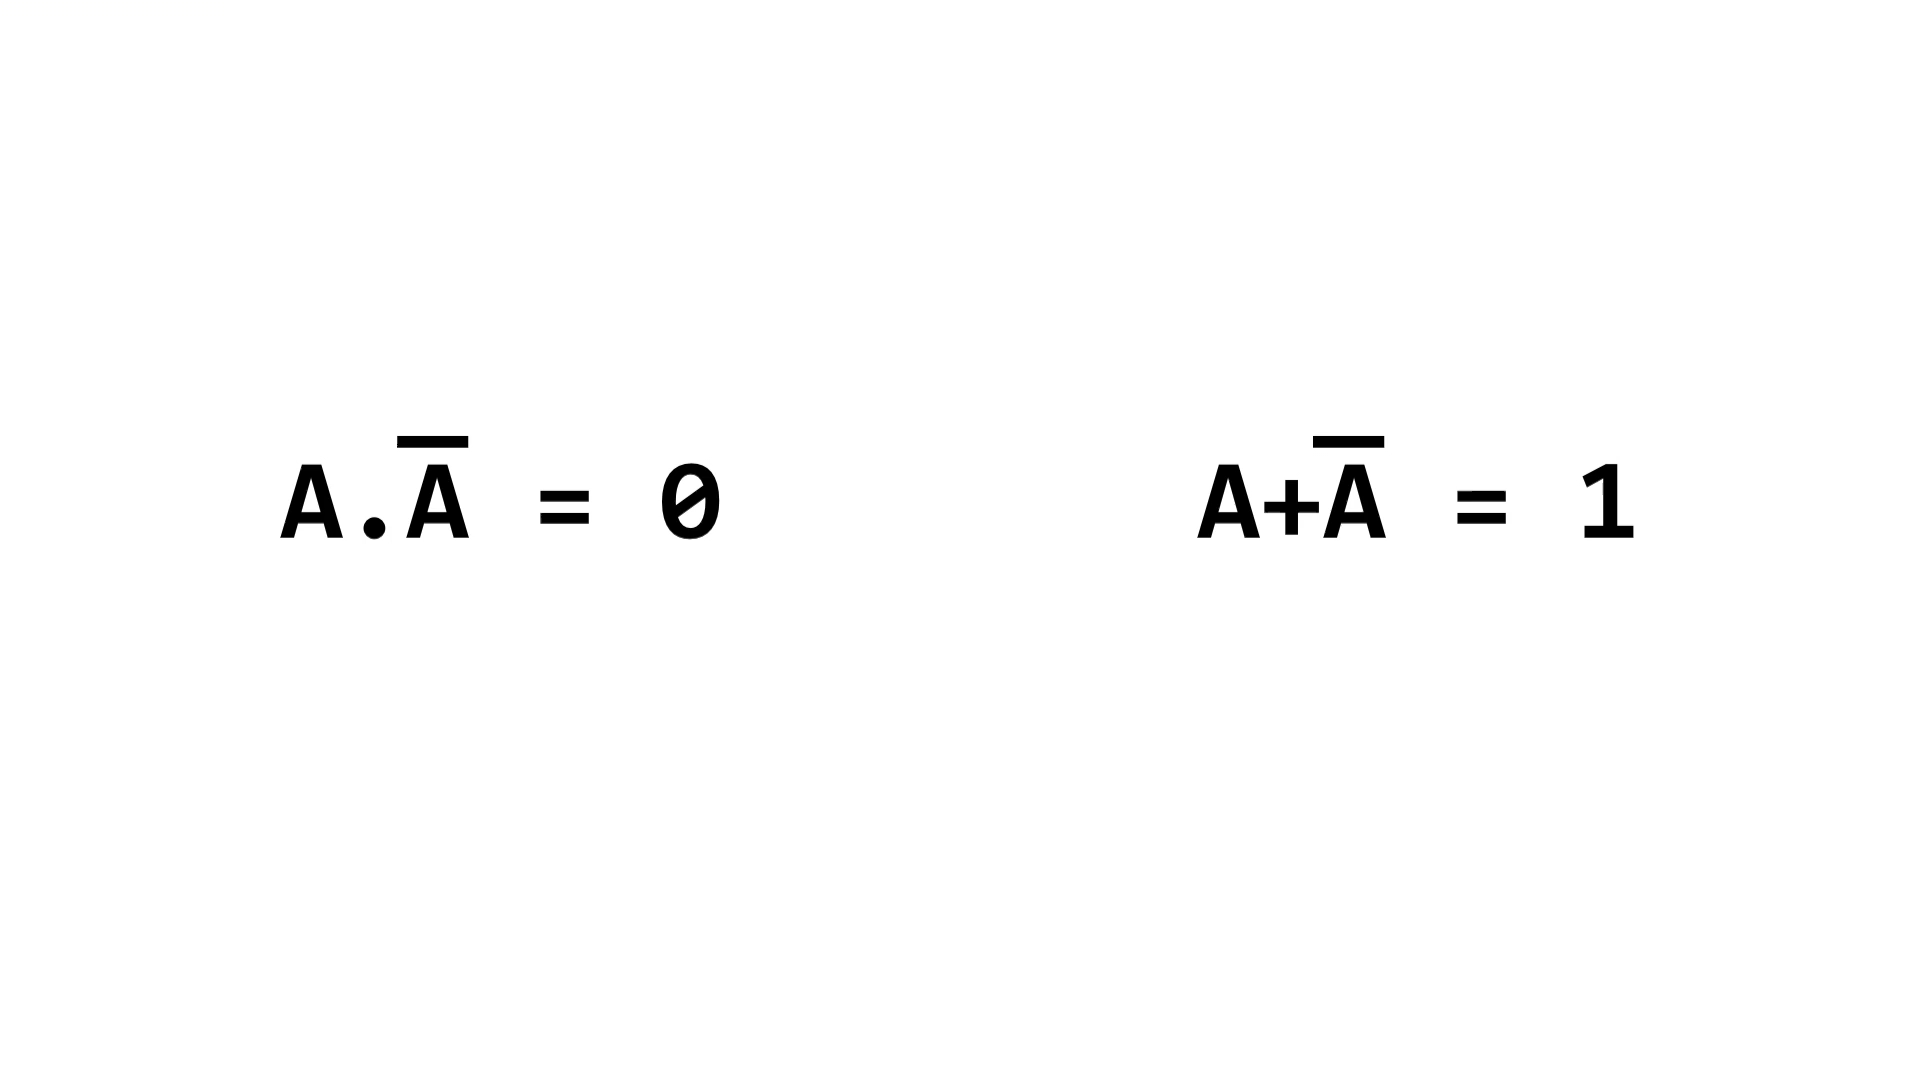 A.A̅ = 0
A+A̅ = 1